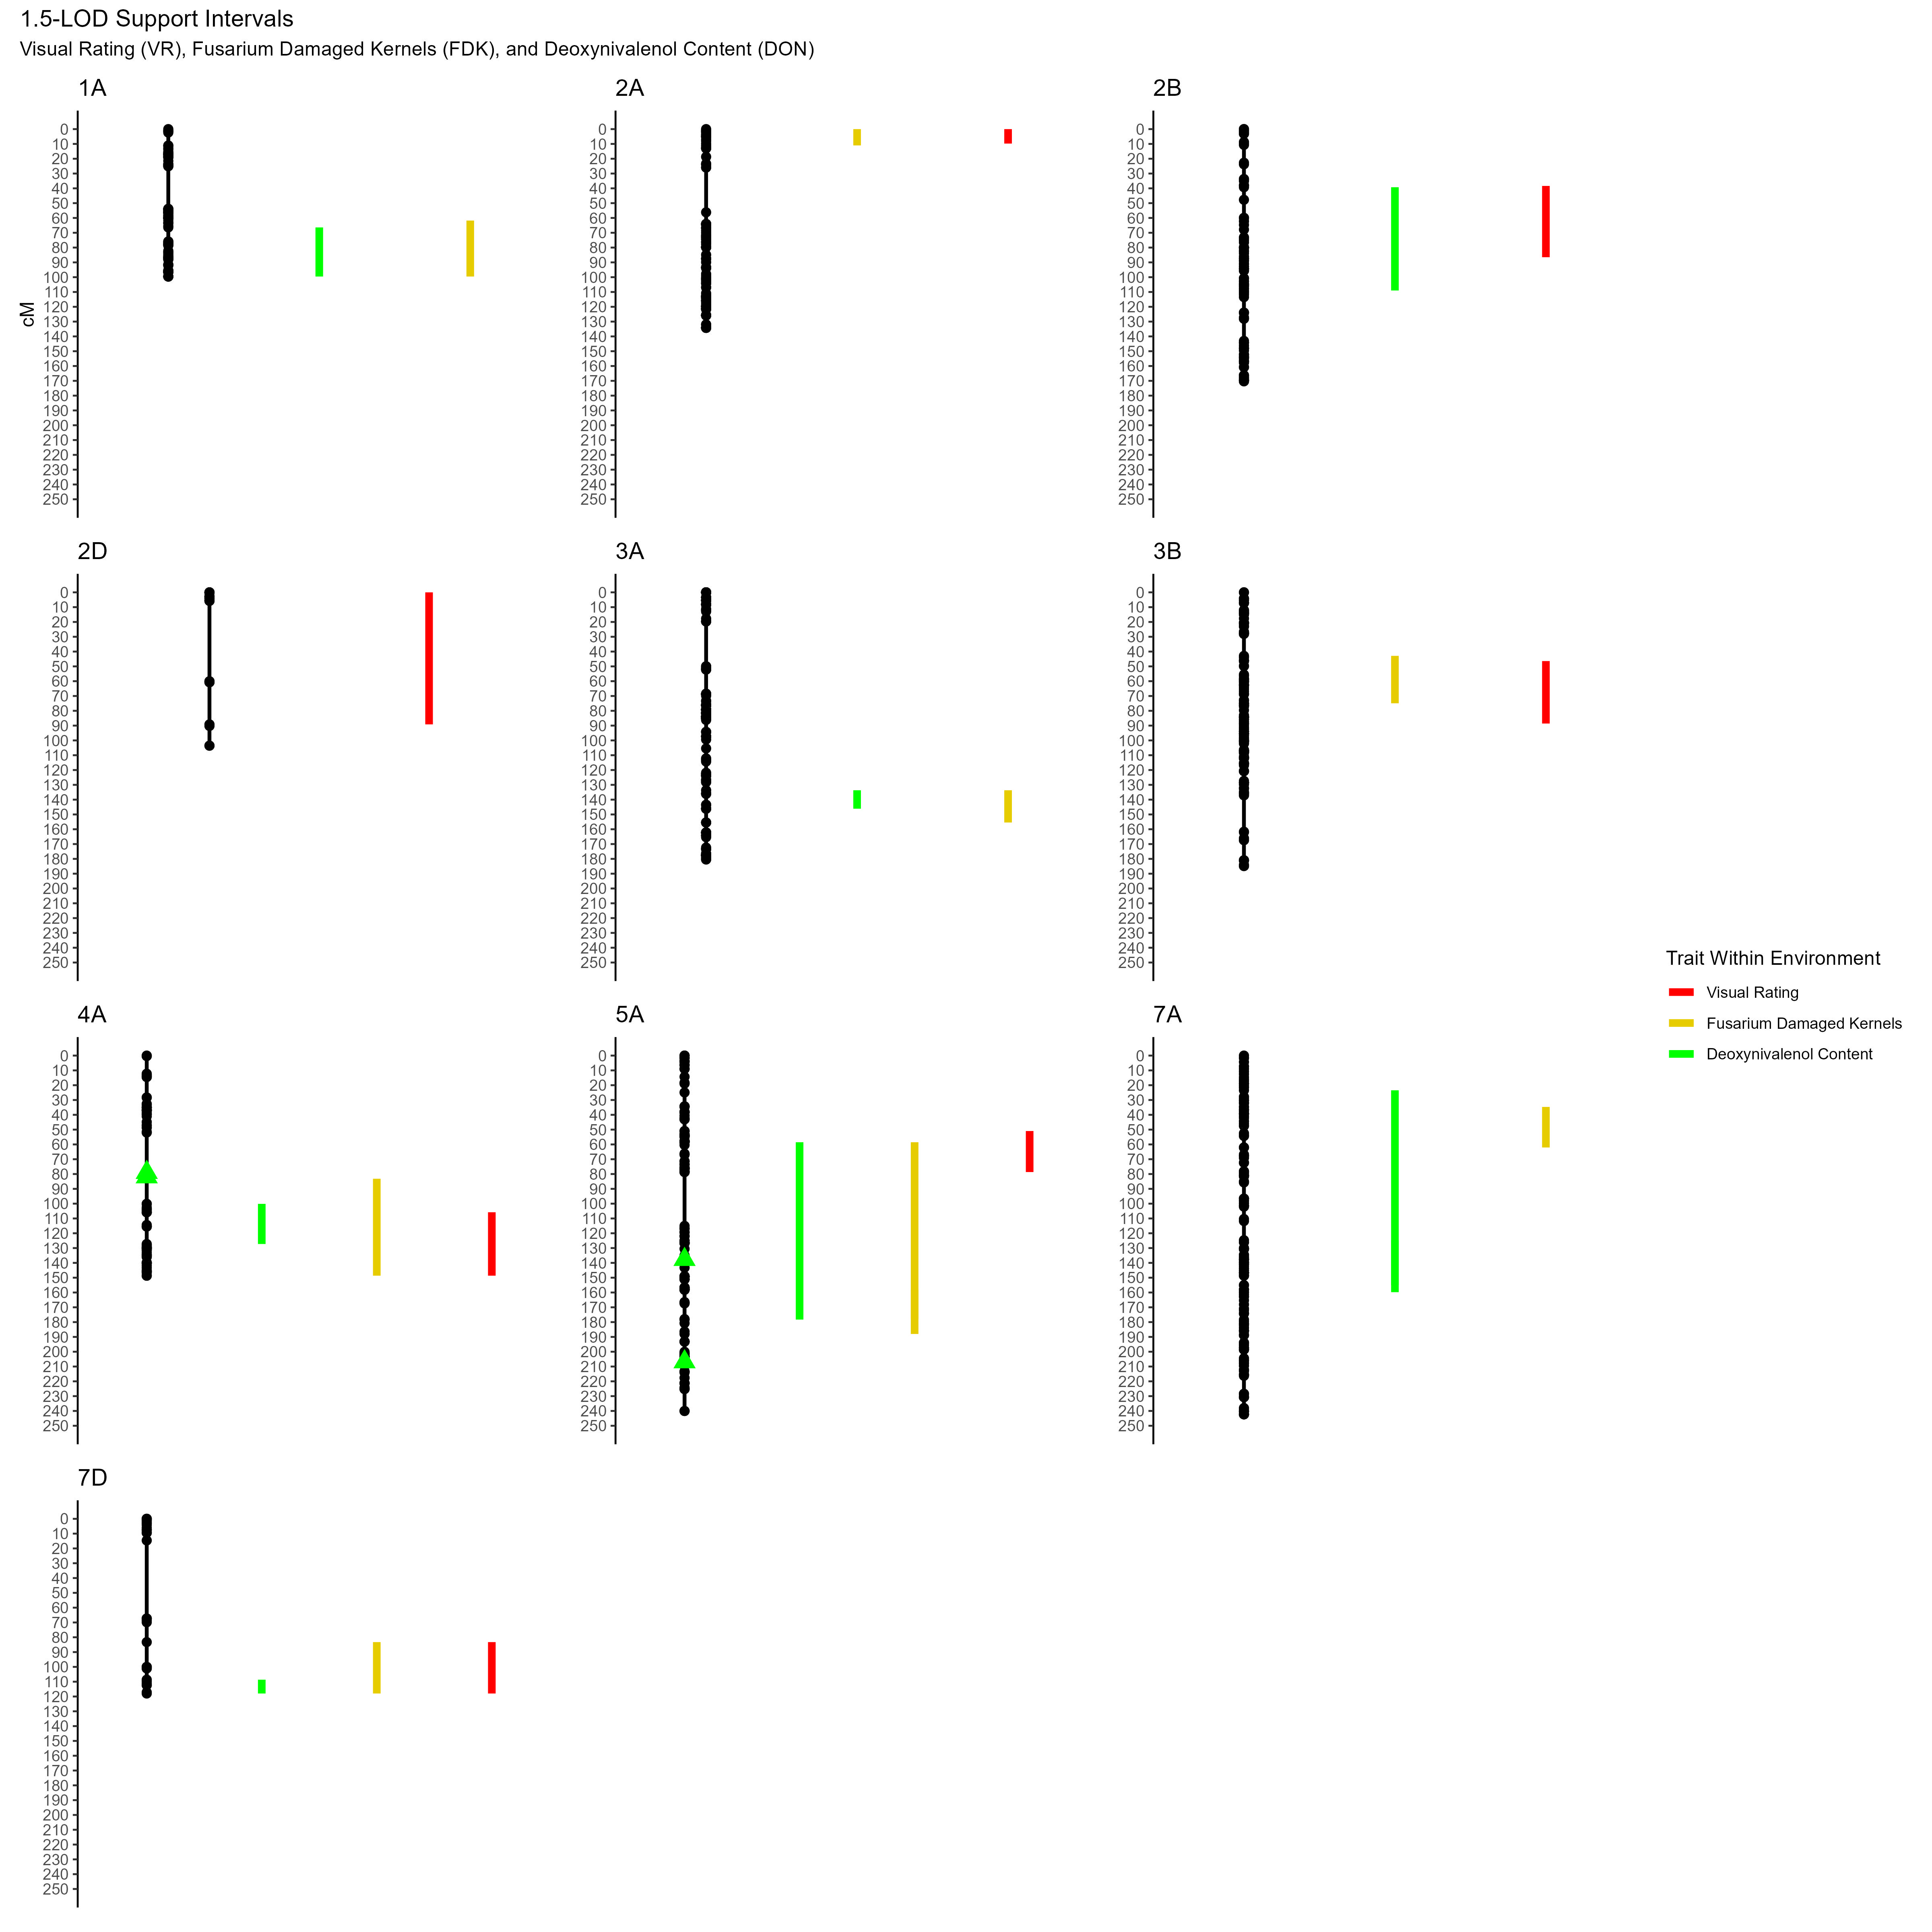 1.5-LOD Support Intervals
Visual Rating (VR), Fusarium Damaged Kernels (FDK), and Deoxynivalenol Content (DON)
1A
0 10 20 30 40 50 60 70 80 90 100 110 120 130 140 150 160 170 180 190 200 210 220 230 240 250
cM
2A
0 10 20 30 40 50 60 70 80 90 100 110 120 130 140 150 160 170 180 190 200 210 220 230 240 250
2B
0 10 20 30 40 50 60 70 80 90 100 110 120 130 140 150 160 170 180 190 200 210 220 230 240 250
2D
0 10 20 30 40 50 60 70 80 90 100 110 120 130 140 150 160 170 180 190 200 210 220 230 240 250
3A
0 10 20 30 40 50 60 70 80 90 100 110 120 130 140 150 160 170 180 190 200 210 220 230 240 250
3B
0 10 20 30 40 50 60 70 80 90 100 110 120 130 140 150 160 170 180 190 200 210 220 230 240 250
Trait Within Environment
Visual Rating
Fusarium Damaged Kernels
Deoxynivalenol Content
4A
0 10 20 30 40 50 60 70 80 90 100 110 120 130 140 150 160 170 180 190 200 210 220 230 240 250
5A
0 10 20 30 40 50 60 70 80 90 100 110 120 130 140 150 160 170 180 190 200 210 220 230 240 250
7A
0 10 20 30 40 50 60 70 80 90 100 110 120 130 140 150 160 170 180 190 200 210 220 230 240 250
7D
0 10 20 30 40 50 60 70 80 90 100 110 120 130 140 150 160 170 180 190 200 210 220 230 240 250